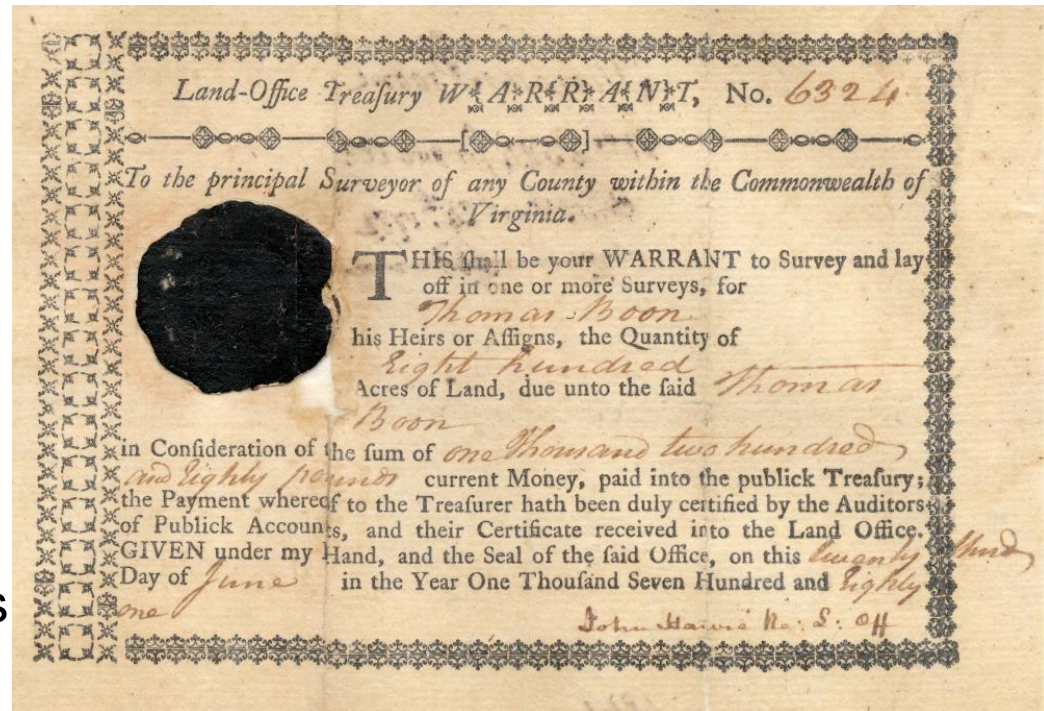 Land-Office Treaſury WARRANT, No. 6324
To the principal Surveyor of any County within the Commonwealth of
Virginia.
THIS ſhall be your WARRANT to Survey and lay
off in one or more Surveys, for
Thomas Boon
his Heirs or Aſſigns, the Quantity of
Eight hundred
Acres of Land, due unto the ſaid Thomas
Boon
in Conſideration of the ſum of one Thousand two hundred
and Eighty pounds current Money, paid into the publick Treaſury;
the Payment whereof to the Treaſurer hath been duly certified by the Auditors
of Publick Accounts, and their Certificate received into the Land Office.
GIVEN under my Hand, and the Seal of the ſaid Office, on this twenty third
Day of June in the Year One Thouſand Seven Hundred and Eighty
one
John Harvie Re: L: Off
s